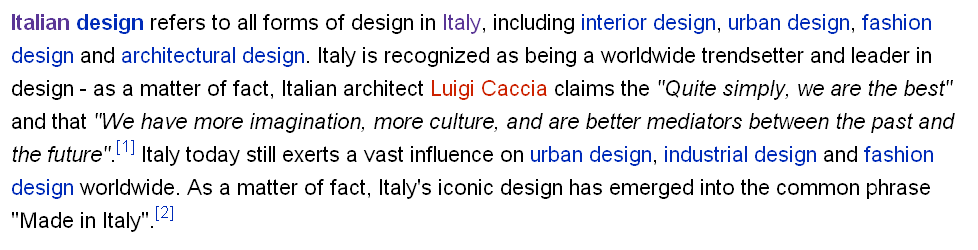 Italian design refers to all forms of design in Italy, including interior design, urban design, fashion
design and architectural design. Italy is recognized as being a worldwide trendsetter and leader in
design - as a matter of fact, Italian architect Luigi Caccia claims the "Quite simply, we are the best"
and that "We have more imagination, more culture, and are better mediators between the past and
the future".[1] Italy today still exerts a vast influence on urban design, industrial design and fashion
design worldwide. As a matter of fact, Italy's iconic design has emerged into the common phrase
"Made in Italy".[2]